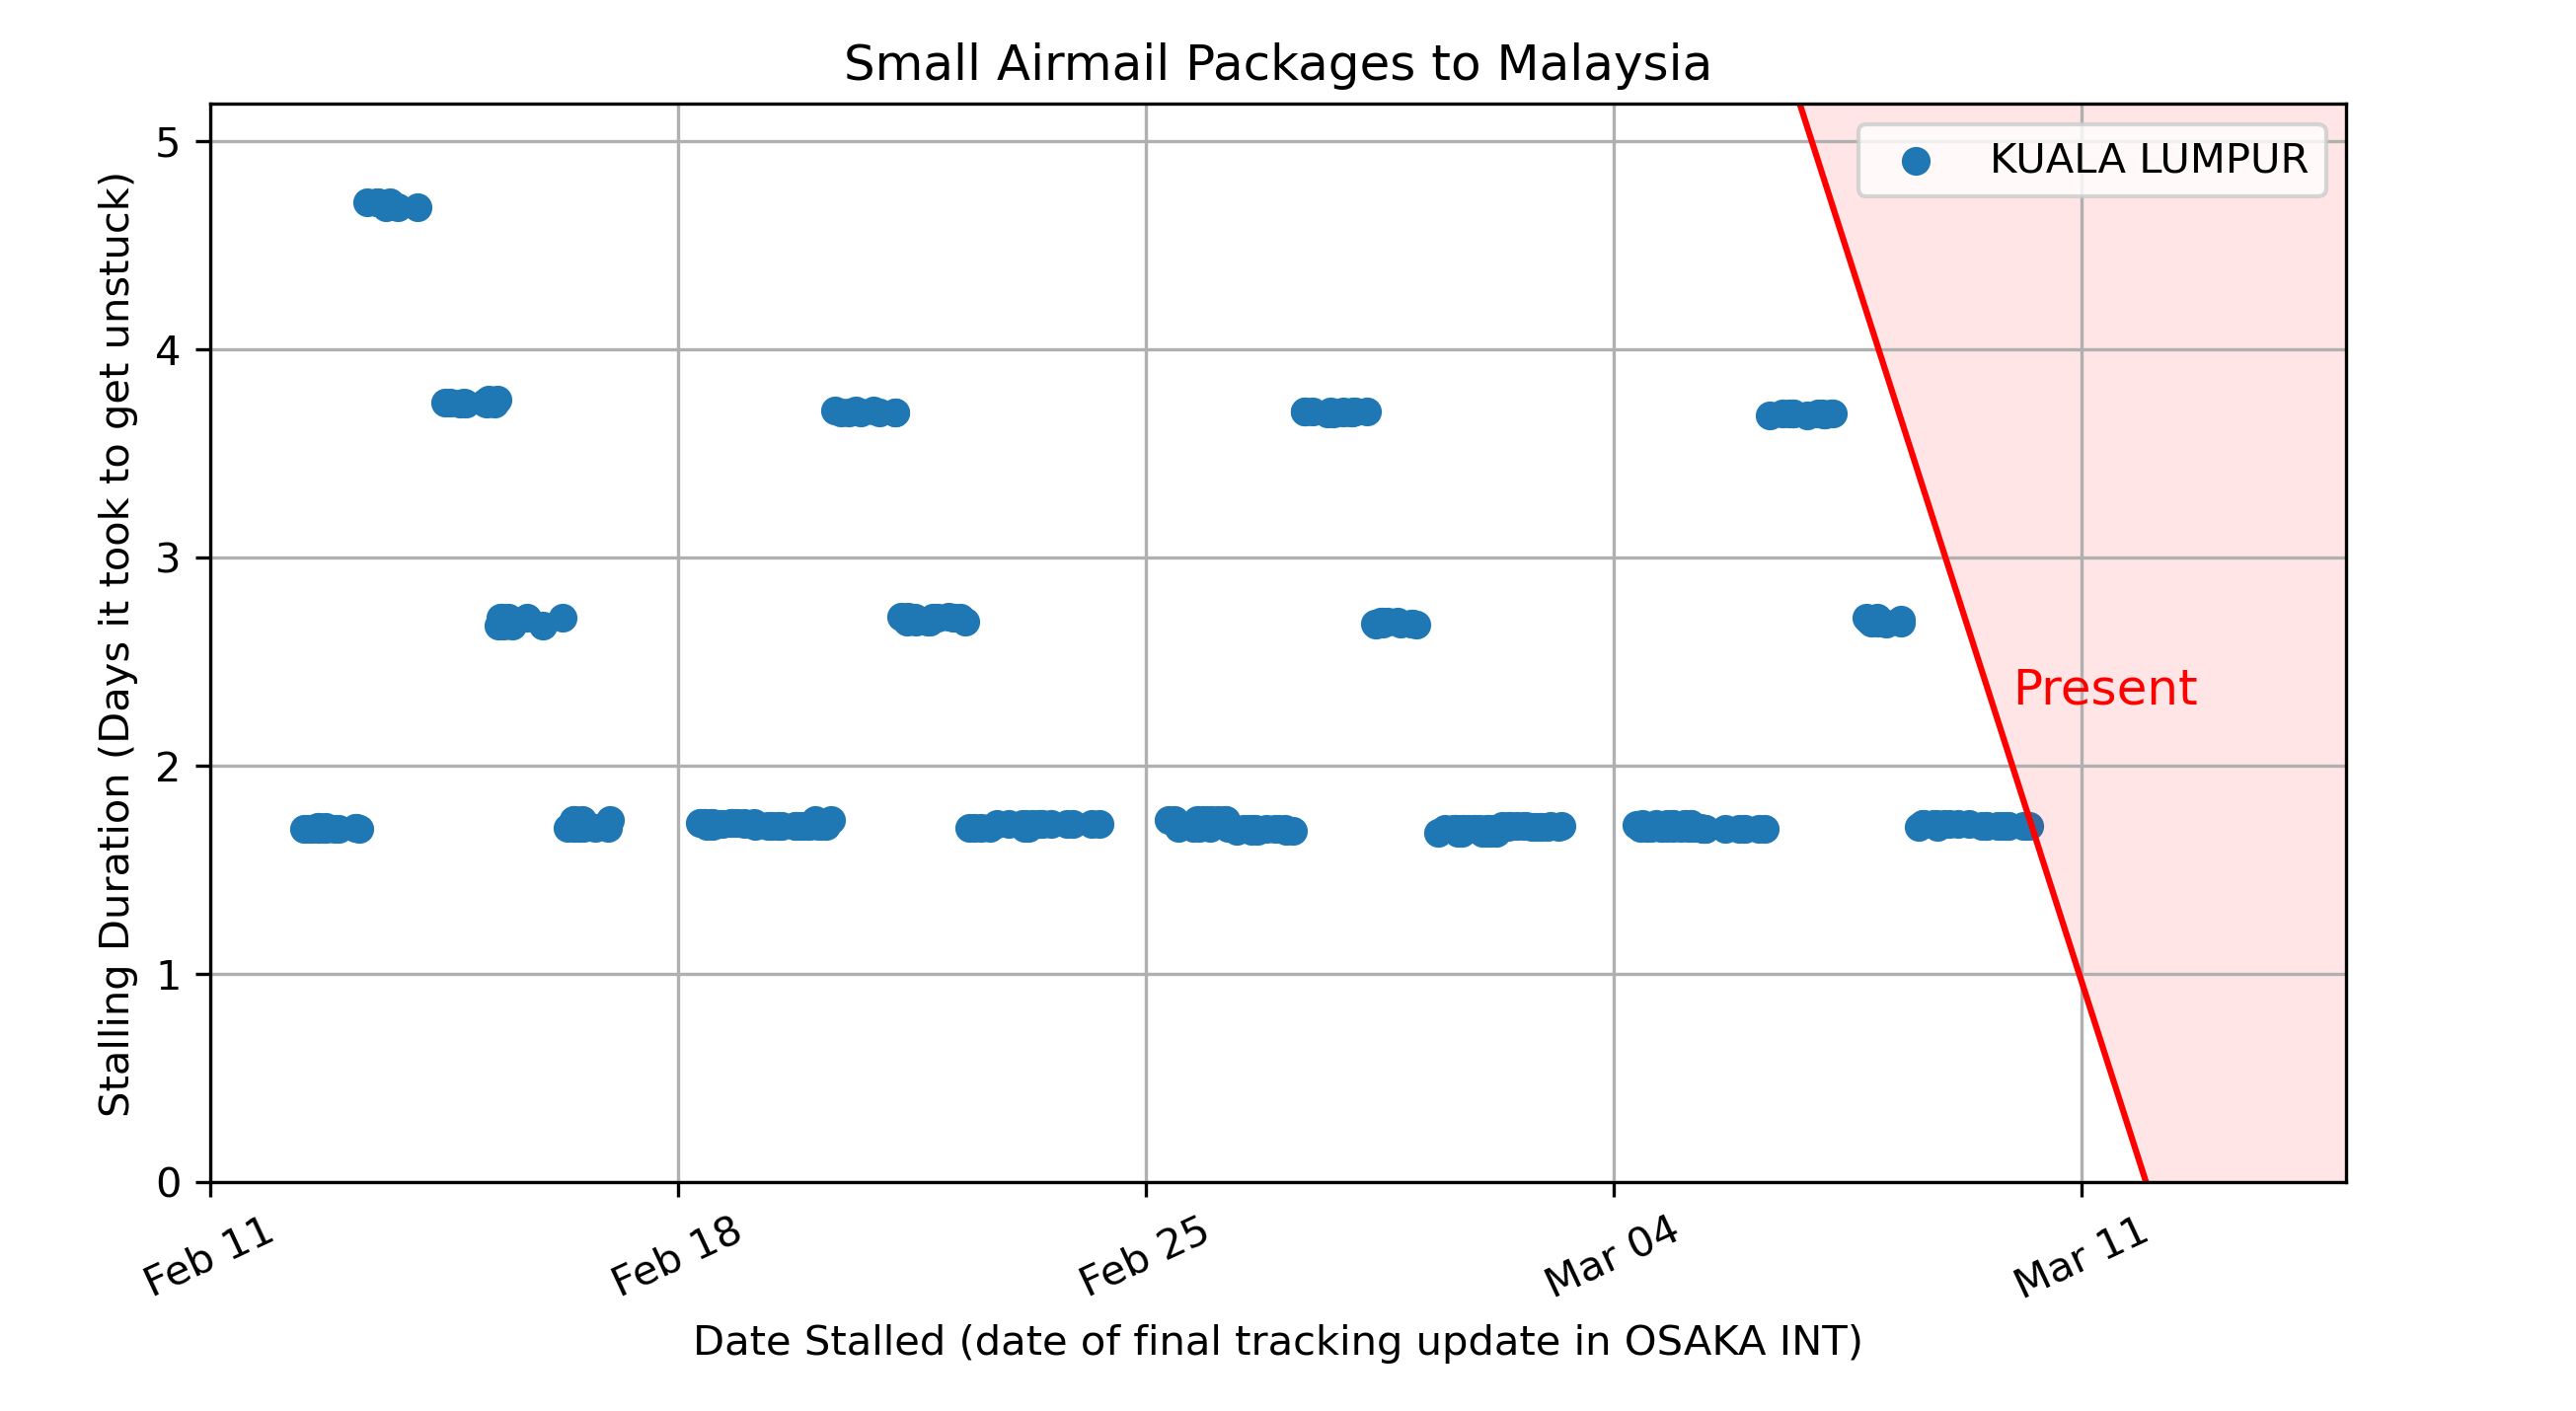 Small Airmail Packages to Malaysia
KUALA LUMPUR
Stalling Duration (Days it took to get unstuck)
5
4
3
2
1
0
Present
Feb 11
Feb 18
Feb 25
Mar 04
Mar 11
Date Stalled (date of final tracking update in OSAKA INT)